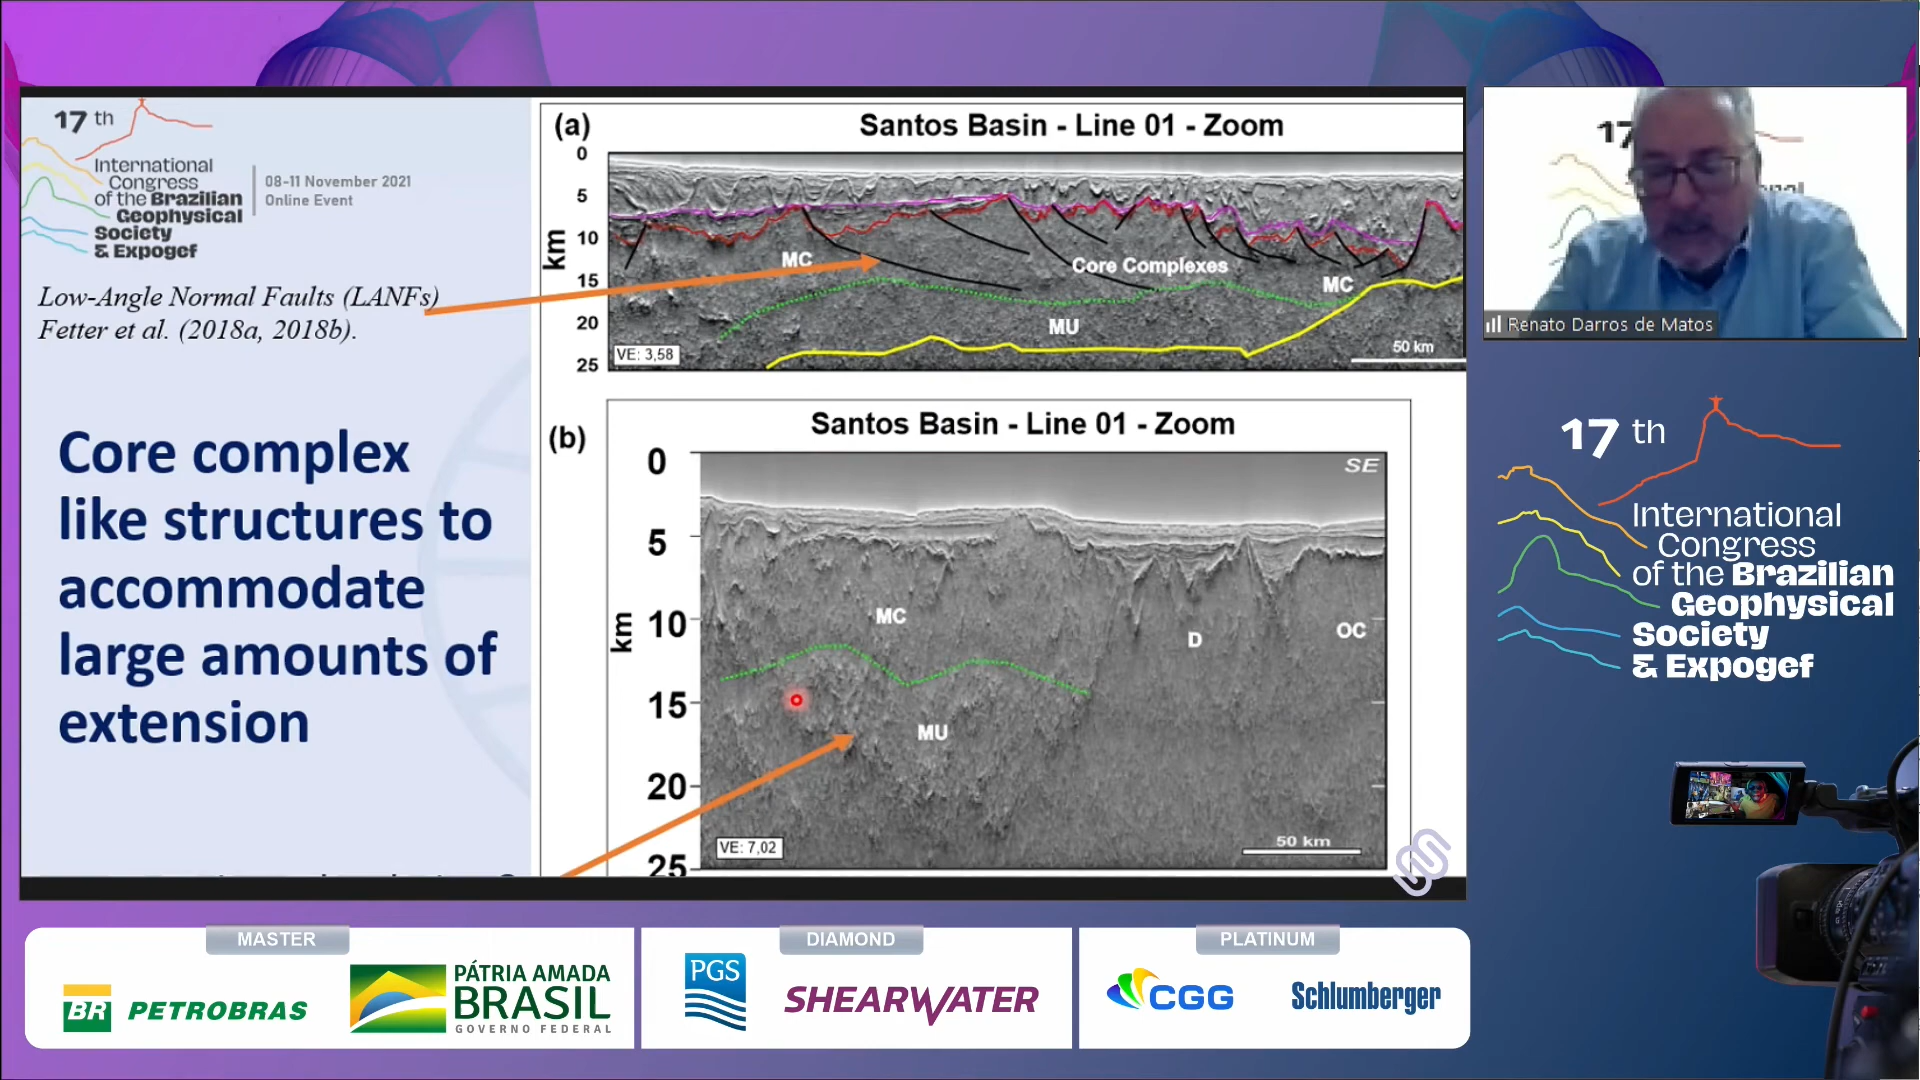 17 th
International
Congress
of the Brazilian
Geophysical
Society
& Expogef
08-11 November 2021
Online Event
Low-Angle Normal Faults (LANFs)
Fetter et al. (2018a, 2018b).
Core complex
like structures to
accommodate
large amounts of
extension
(a)
Santos Basin - Line 01 - Zoom
0
5
10
15
20
25
km
MC
Core Complexes
MC
MU
VE: 3,58
50 km
(b)
Santos Basin - Line 01 - Zoom
0
5
10
15
20
25
km
SE
MC
D
OC
MU
VE: 7,02
50 km
17
Renato Darros de Matos
17 th
International
Congress
of the Brazilian
Geophysical
Society
& Expogef
MASTER
BR PETROBRAS
PÁTRIA AMADA
BRASIL
GOVERNO FEDERAL
DIAMOND
PGS
SHEARWATER
PLATINUM
CGG
Schlumberger